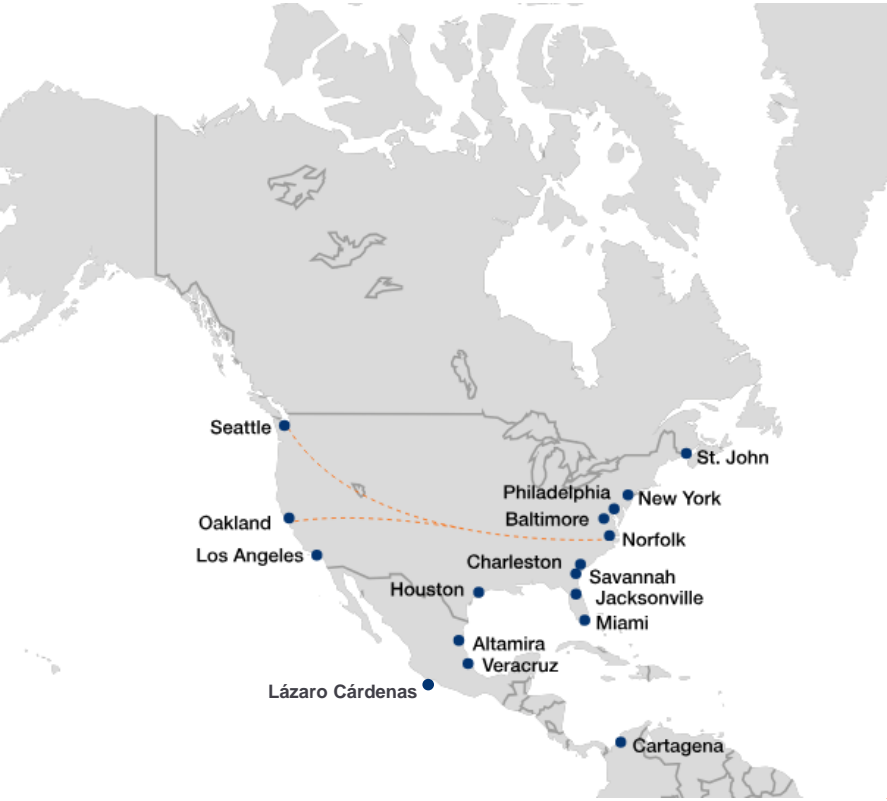 Seattle
St. John
Philadelphia
New York
Baltimore
Oakland
Norfolk
Los Angeles
Charleston
Savannah
Houston
Jacksonville
Miami
Altamira
Veracruz
Lázaro Cárdenas
Cartagena